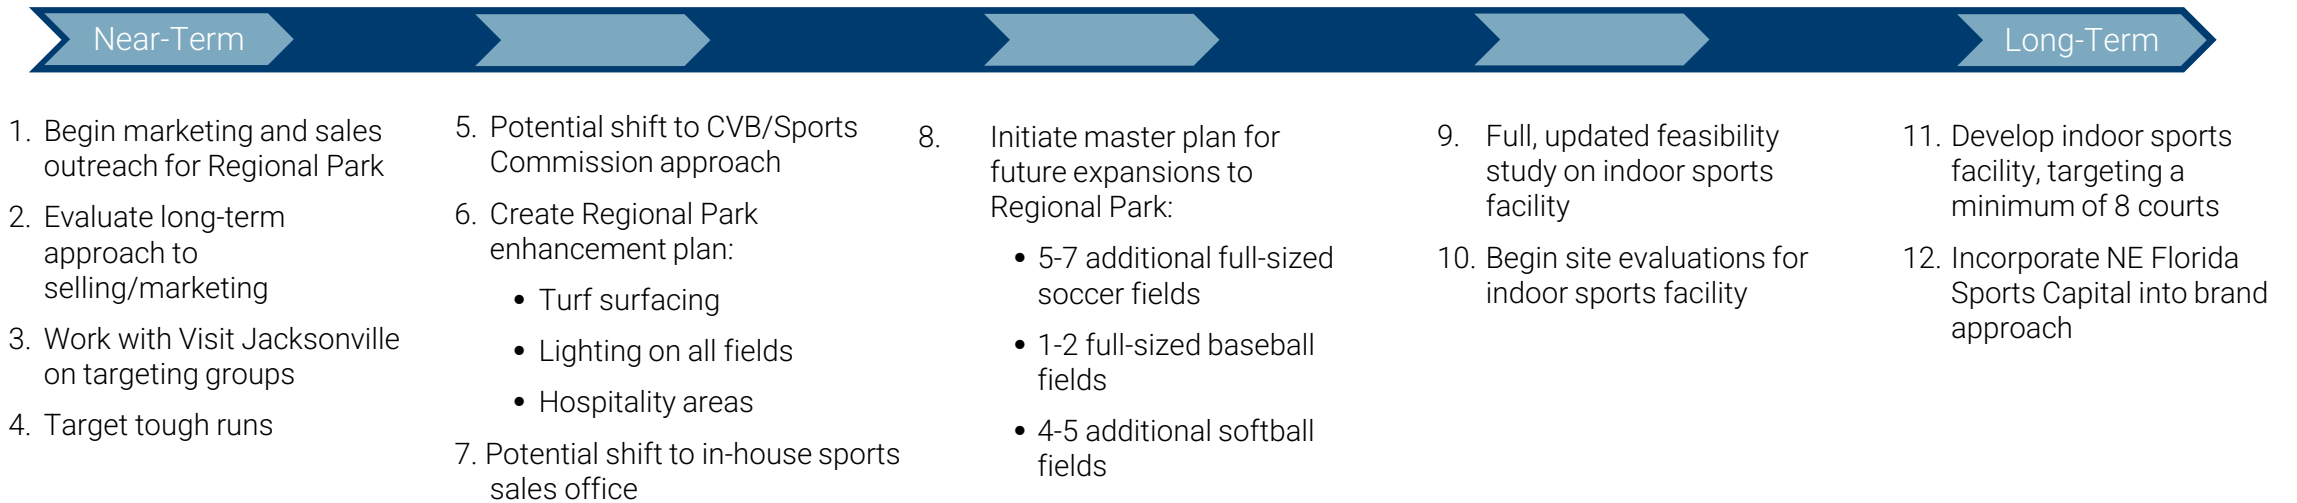 Near-Term
Long-Term
1. Begin marketing and sales
outreach for Regional Park
2. Evaluate long-term
approach to
selling/marketing
3. Work with Visit Jacksonville
on targeting groups
4. Target tough runs
5. Potential shift to CVB/Sports
Commission approach
6. Create Regional Park
enhancement plan:
• Turf surfacing
• Lighting on all fields
• Hospitality areas
7. Potential shift to in-house sports
sales office
8. Initiate master plan for
future expansions to
Regional Park:
• 5-7 additional full-sized
soccer fields
• 1-2 full-sized baseball
fields
• 4-5 additional softball
fields
9. Full, updated feasibility
study on indoor sports
facility
10. Begin site evaluations for
indoor sports facility
11. Develop indoor sports
facility, targeting a
minimum of 8 courts
12. Incorporate NE Florida
Sports Capital into brand
approach